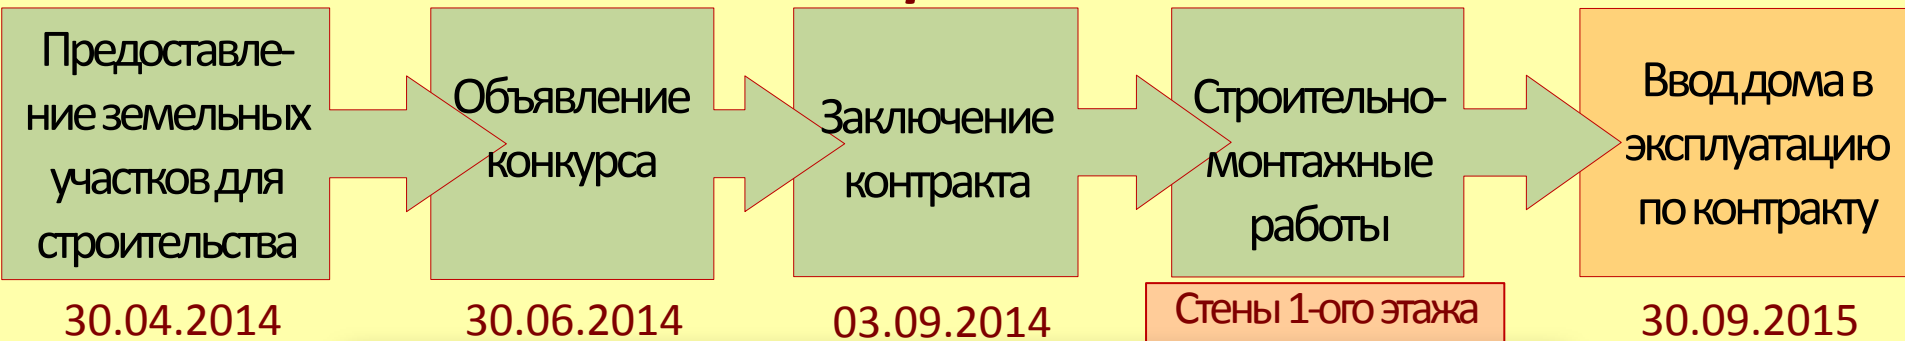 Предоставле-
ние земельных
участков для
строительства
Объявление
конкурса
Заключение
контракта
Строительно-
монтажные
работы
Ввод дома в
эксплуатацию
по контракту
30.04.2014
30.06.2014
03.09.2014
Стены 1-ого этажа
30.09.2015